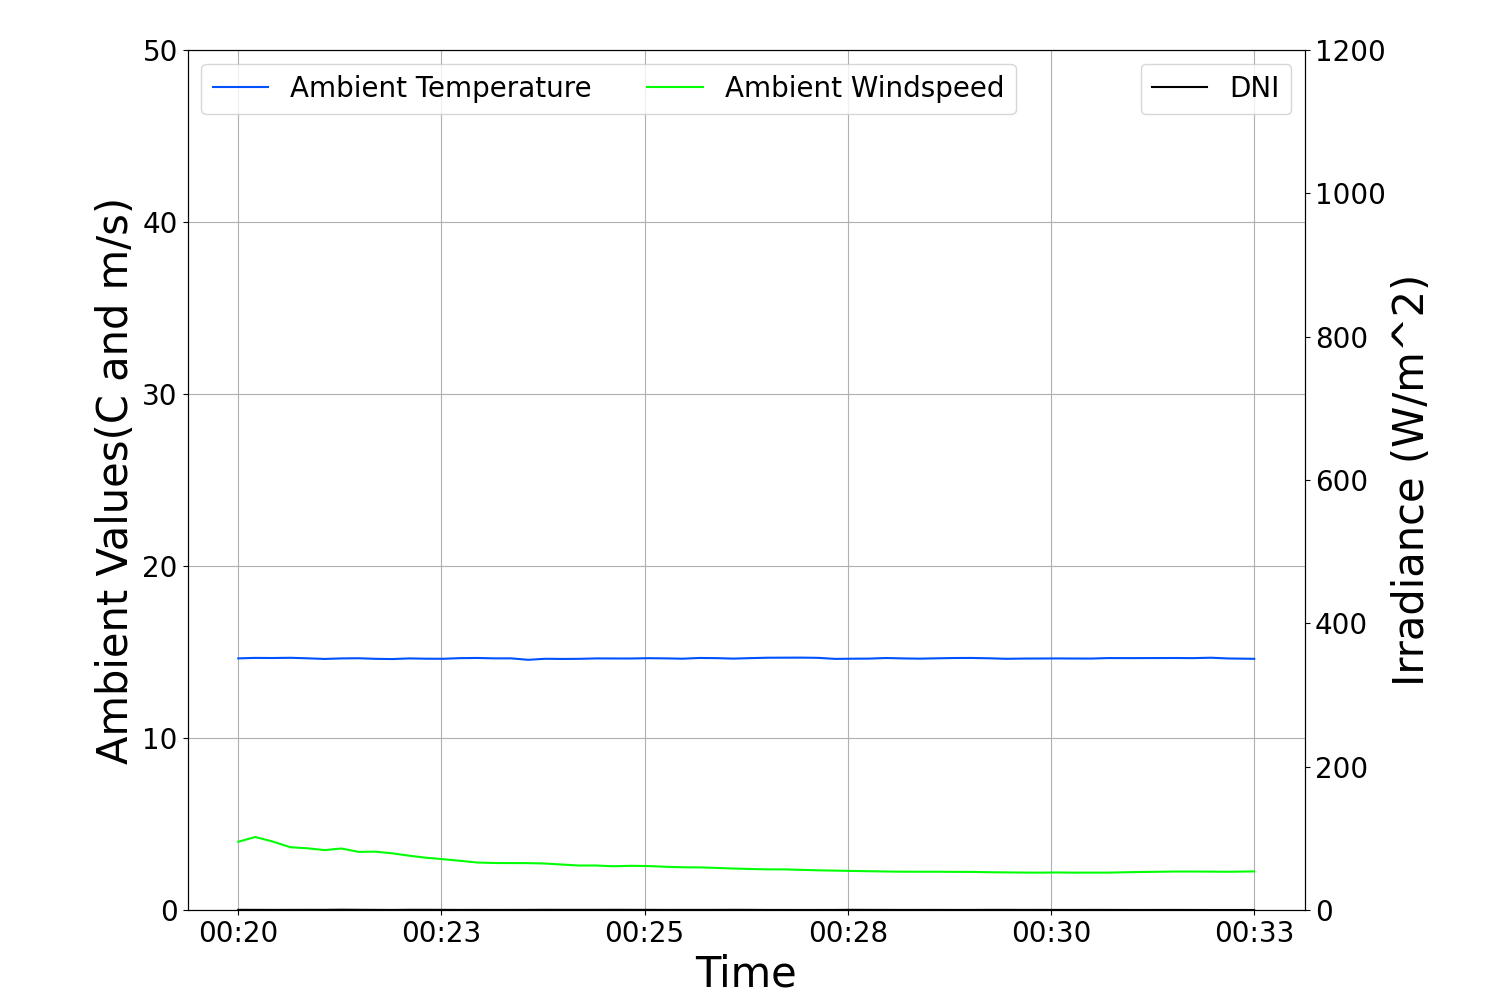 Ambient Temperature
Ambient Windspeed
DNI
Ambient Values(C and m/s)
50
40
30
20
10
0
1200
1000
800
600
400
200
0
Irradiance (W/m^2)
00:20 00:23 00:25 00:28 00:30 00:33
Time